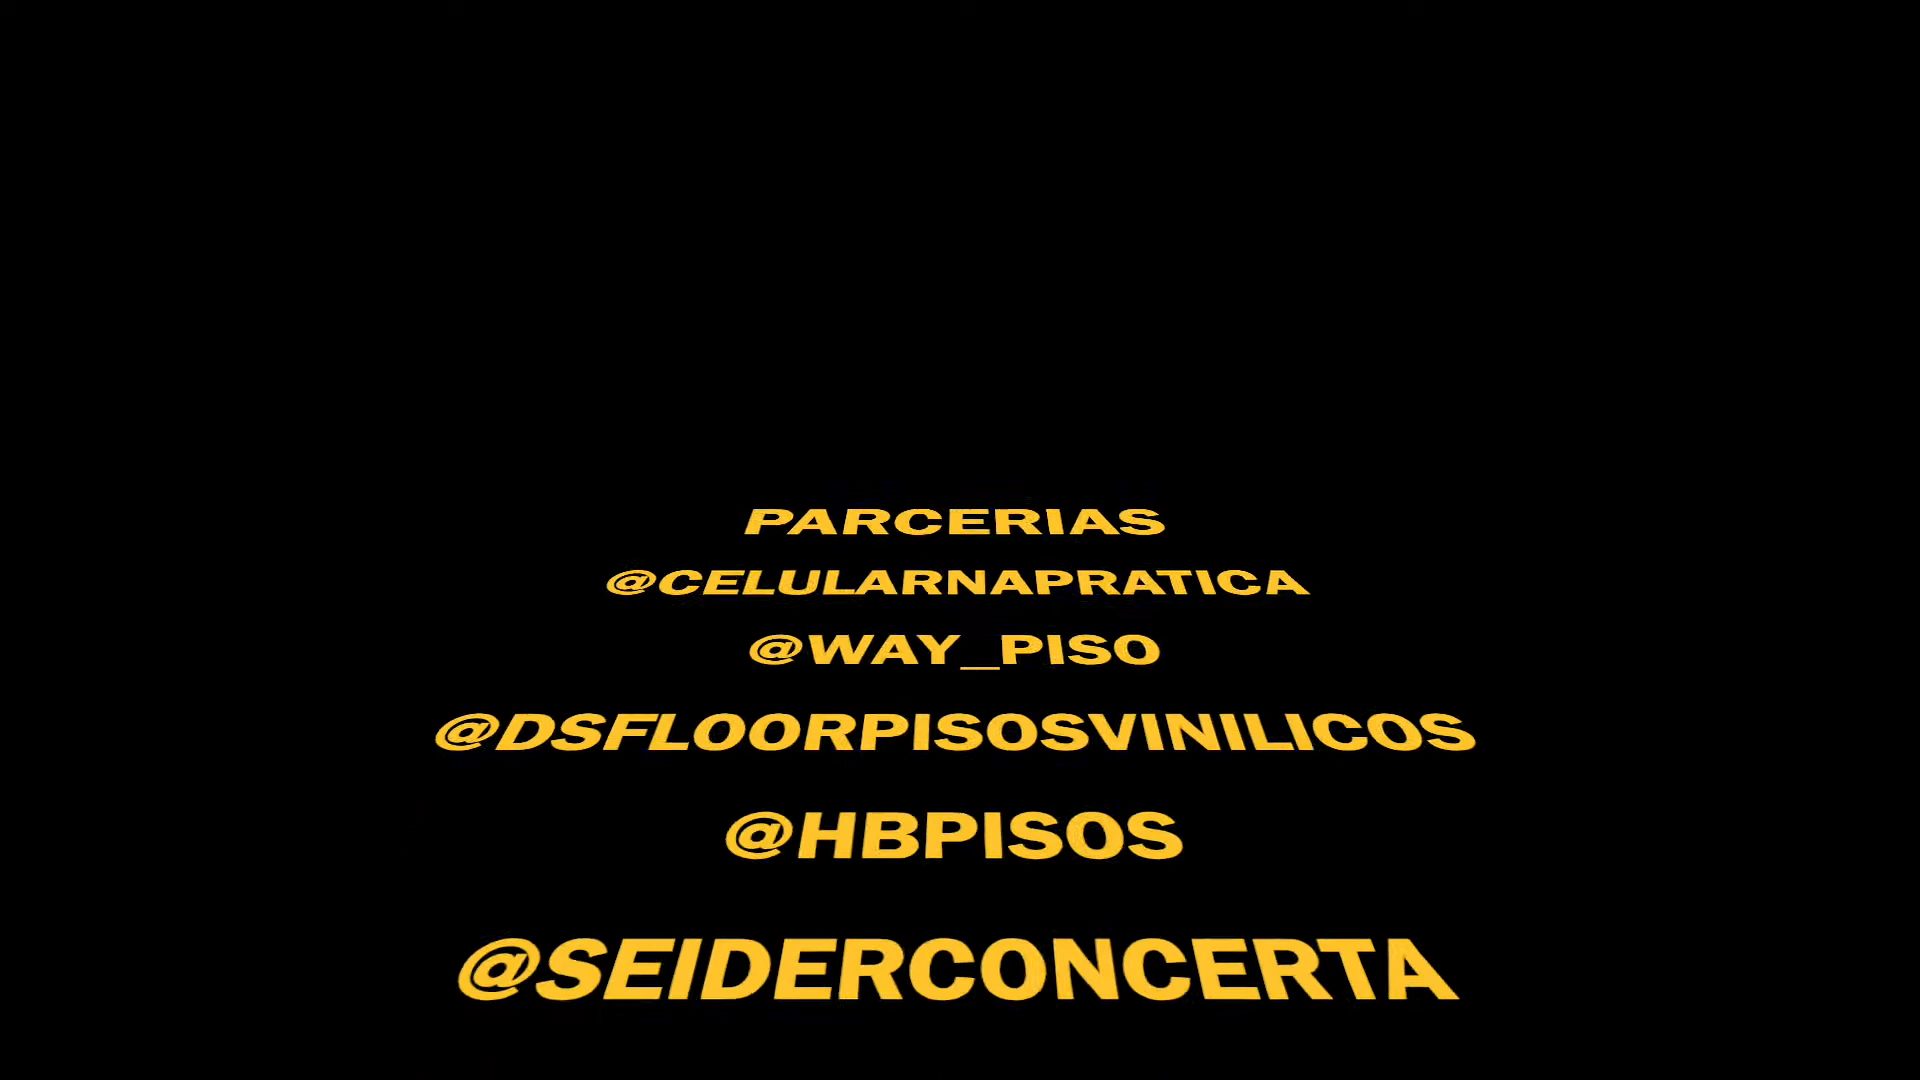 PARCERIAS
@CELULARNAPRATICA
@WAY_PISO
@DSFLOORPISOSVINILICOS
@HBPISOS
@SEIDERCONCERTA